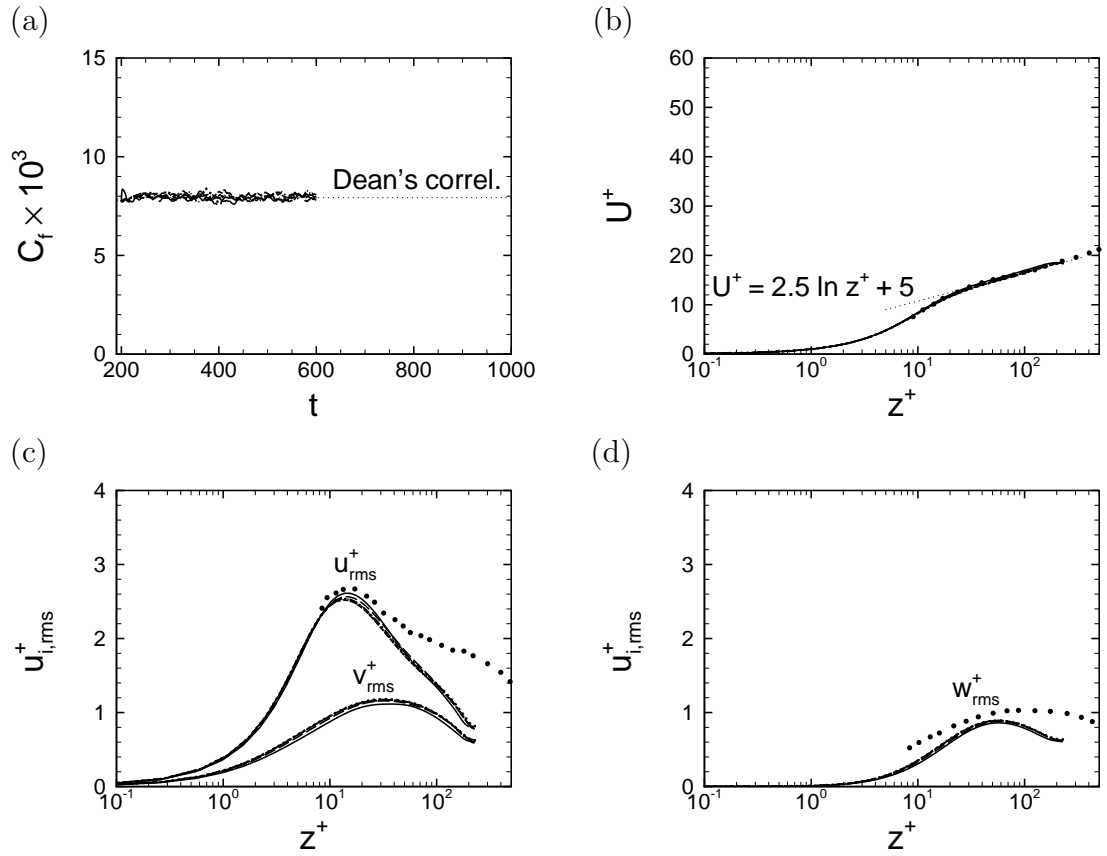 (a)
15
10
5
0
200 400 600 800 1000
C_f × 10^3
t
Dean's correl.
(b)
60
50
40
30
20
10
0
10^-1 10^0 10^1 10^2
U^+
z^+
U^+ = 2.5 ln z^+ + 5
(c)
4
3
2
1
0
10^-1 10^0 10^1 10^2
u^+_i,rms
z^+
u^+_rms
v^+_rms
(d)
4
3
2
1
0
10^-1 10^0 10^1 10^2
u^+_i,rms
z^+
w^+_rms